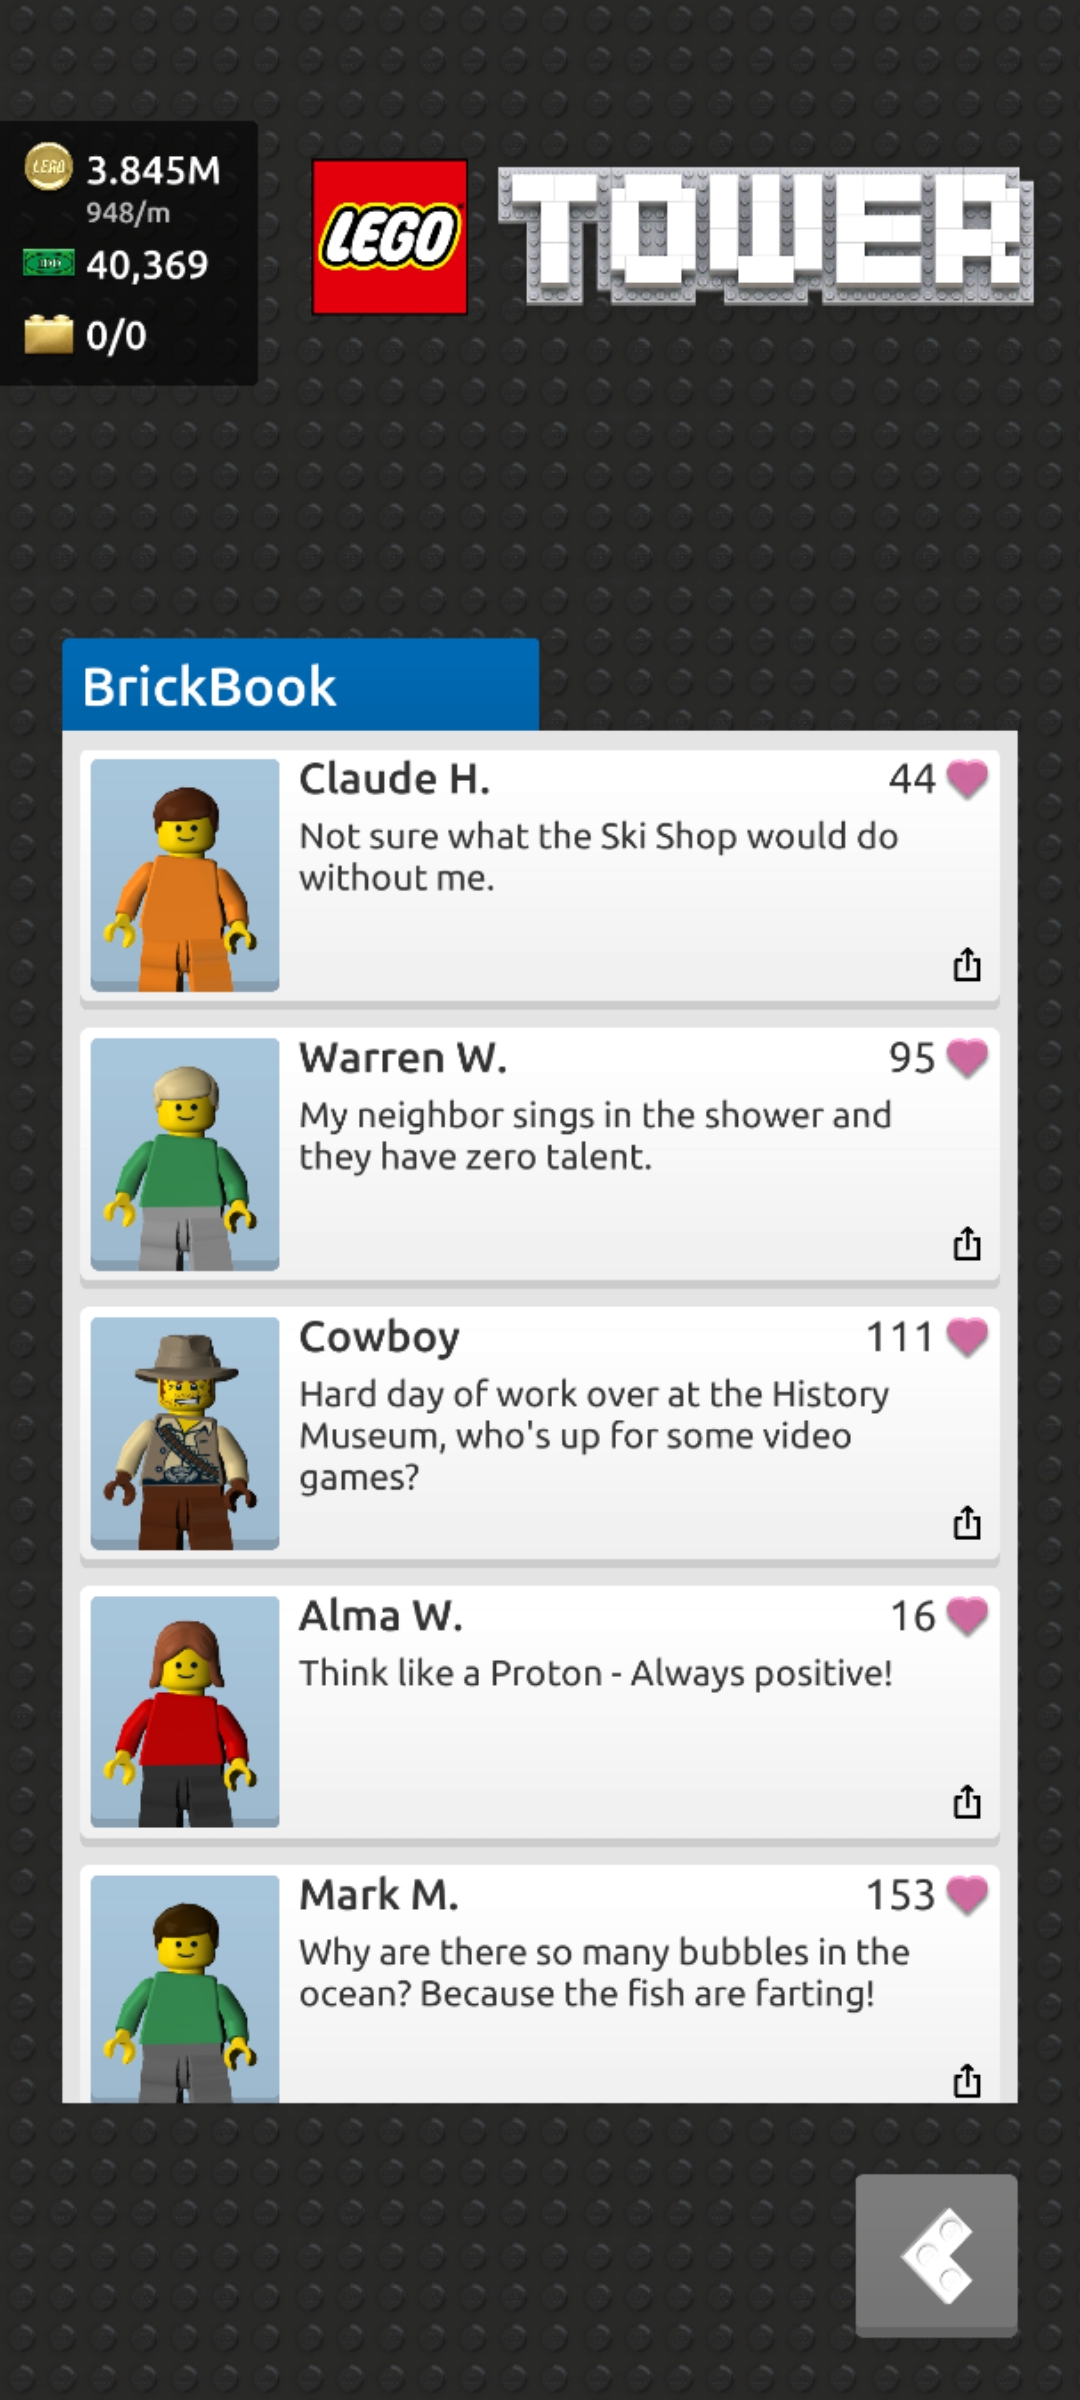 LEGO
3.845M
948/m
40,369
0/0
LEGO
TOWER
BrickBook
Claude H.
44
Not sure what the Ski Shop would do
without me.
Warren W.
95
My neighbor sings in the shower and
they have zero talent.
Cowboy
111
Hard day of work over at the History
Museum, who's up for some video
games?
Alma W.
16
Think like a Proton - Always positive!
Mark M.
153
Why are there so many bubbles in the
ocean? Because the fish are farting!